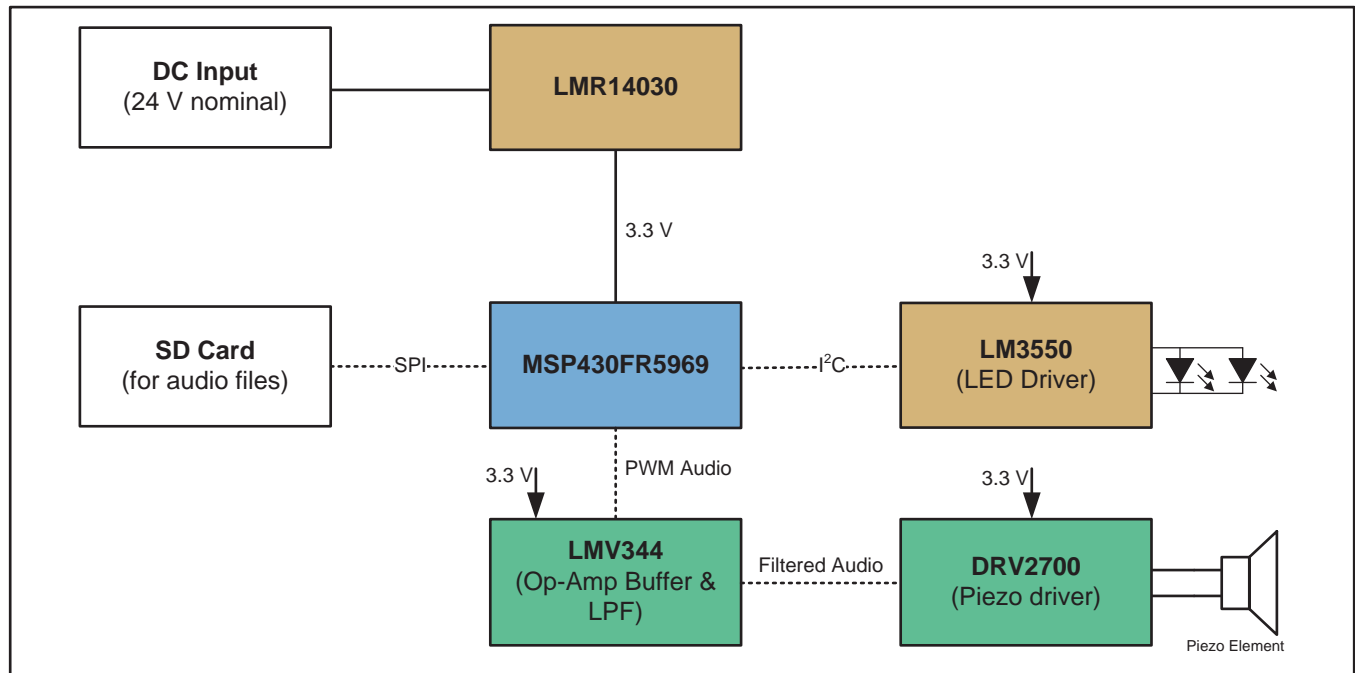 DC Input
(24 V nominal)
LMR14030
3.3 V
SD Card
(for audio files)
SPI
MSP430FR5969
I²C
3.3 V
LM3550
(LED Driver)
PWM Audio
3.3 V
LMV344
(Op-Amp Buffer &
LPF)
Filtered Audio
3.3 V
DRV2700
(Piezo driver)
Piezo Element